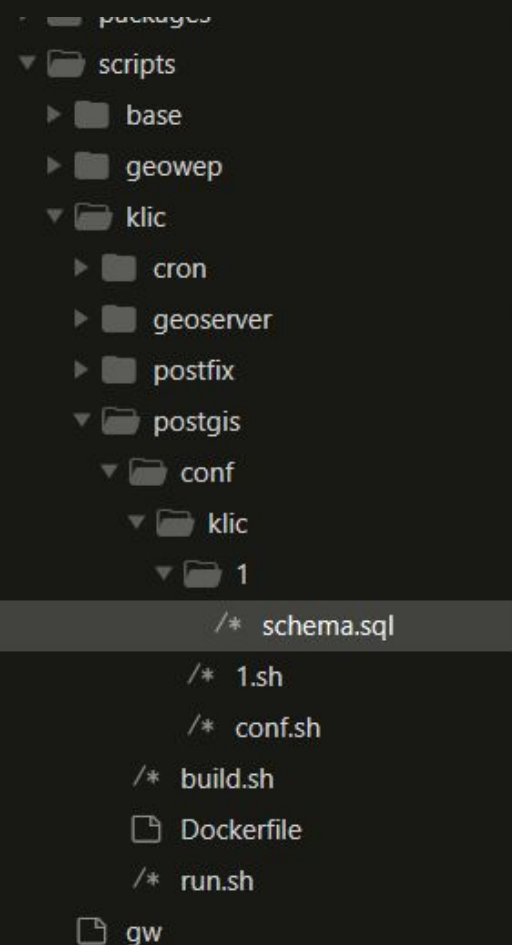 packages
scripts
base
geowep
klic
cron
geoserver
postfix
postgis
conf
klic
1
/* schema.sql
/* 1.sh
/* conf.sh
/* build.sh
Dockerfile
/* run.sh
gw